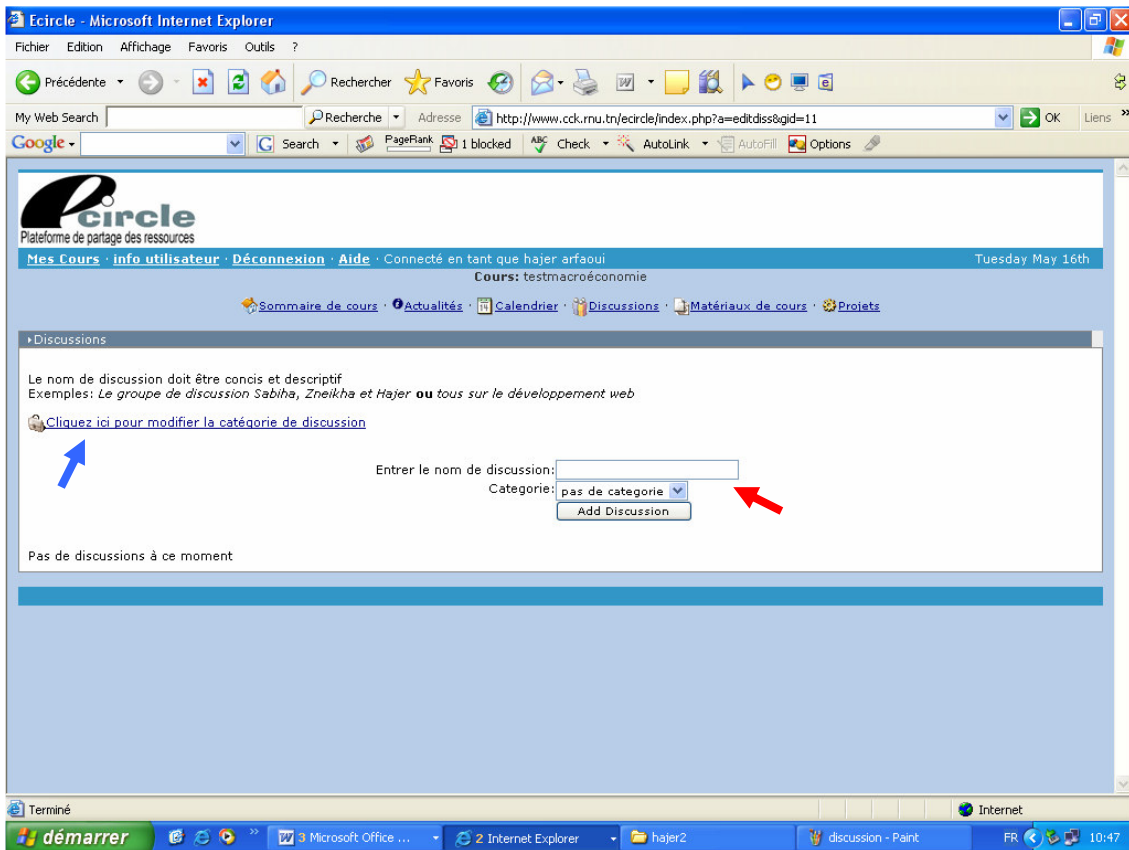 Ecircle - Microsoft Internet Explorer
Fichier Edition Affichage Favoris Outils ?
Précédente Rechercher Favoris
My Web Search Recherche Adresse http://www.cck.rnu.tn/ecircle/index.php?a=editdiss&gid=11 OK Liens »
Google Search PageRank 1 blocked ABC Check AutoLink AutoFill Options
ecircle
Plateforme de partage des ressources
Mes Cours · info utilisateur · Déconnexion · Aide · Connecté en tant que hajer arfaoui Tuesday May 16th
Cours: testmacroéconomie
Sommaire de cours · Actualités · 14 Calendrier · Discussions · Matériaux de cours · Projets
Discussions
Le nom de discussion doit être concis et descriptif
Exemples: Le groupe de discussion Sabiha, Zneikha et Hajer ou tous sur le développement web
Cliquez ici pour modifier la catégorie de discussion
Entrer le nom de discussion:
Categorie: pas de categorie
Add Discussion
Pas de discussions à ce moment
Terminé Internet
démarrer » 3 Microsoft Office ... 2 Internet Explorer hajer2 discussion - Paint FR 10:47